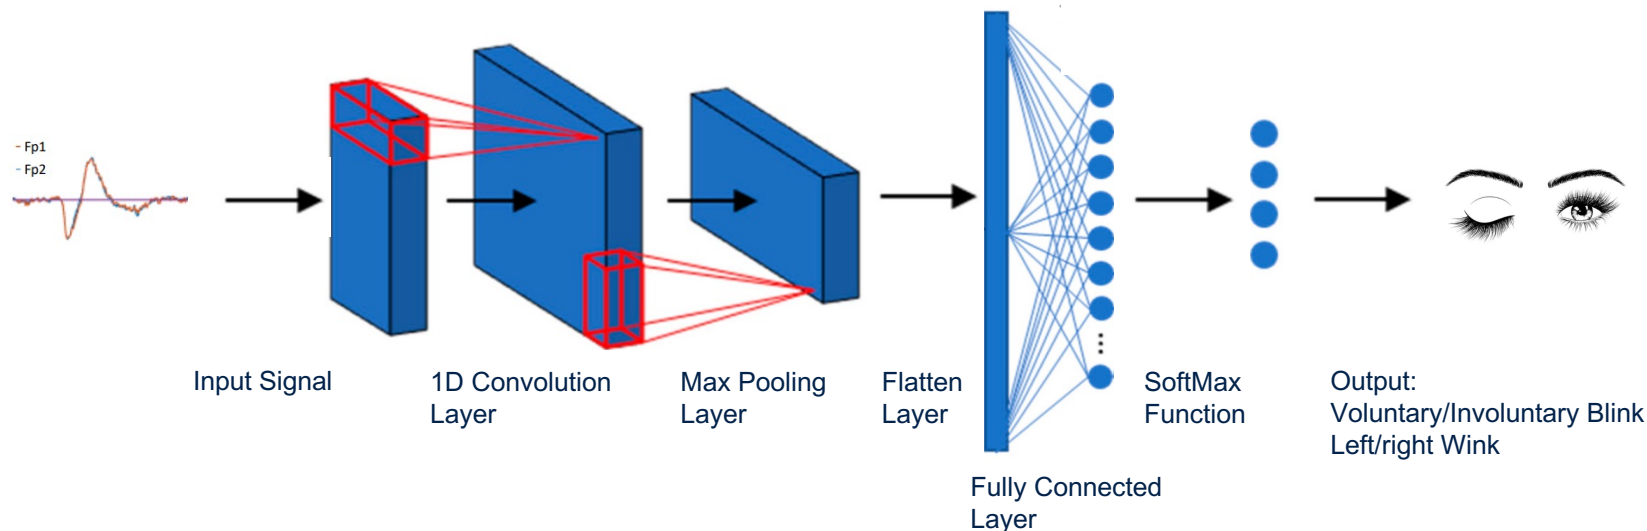 - Fp1
- Fp2
Input Signal
1D Convolution
Layer
Max Pooling
Layer
Flatten
Layer
Fully Connected
Layer
SoftMax
Function
Output:
Voluntary/Involuntary Blink
Left/right Wink